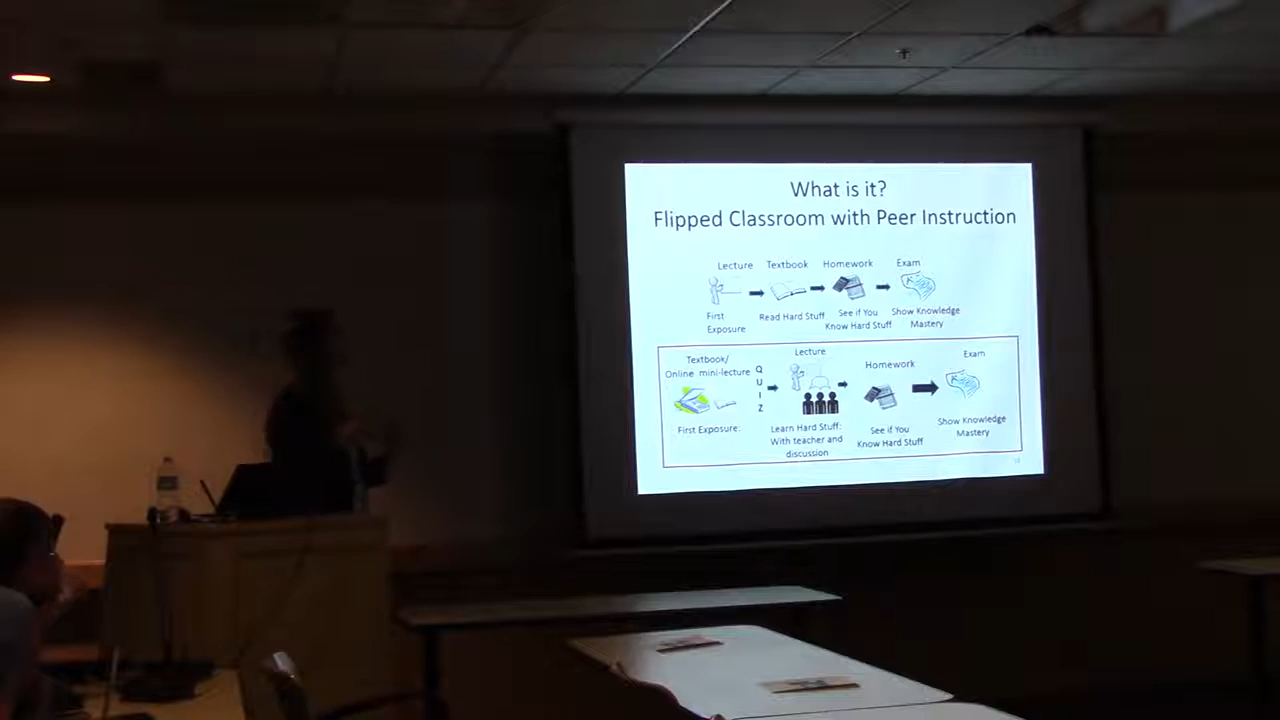 What is it?
Flipped Classroom with Peer Instruction
Lecture Textbook Homework Exam
First Exposure
Read Hard Stuff
See if You Know Hard Stuff
Show Knowledge Mastery
Textbook/
Online mini-lecture
QUIZ
Lecture
Homework
Exam
First Exposure:
Learn Hard Stuff:
With teacher and
discussion
See if You
Know Hard Stuff
Show Knowledge
Mastery